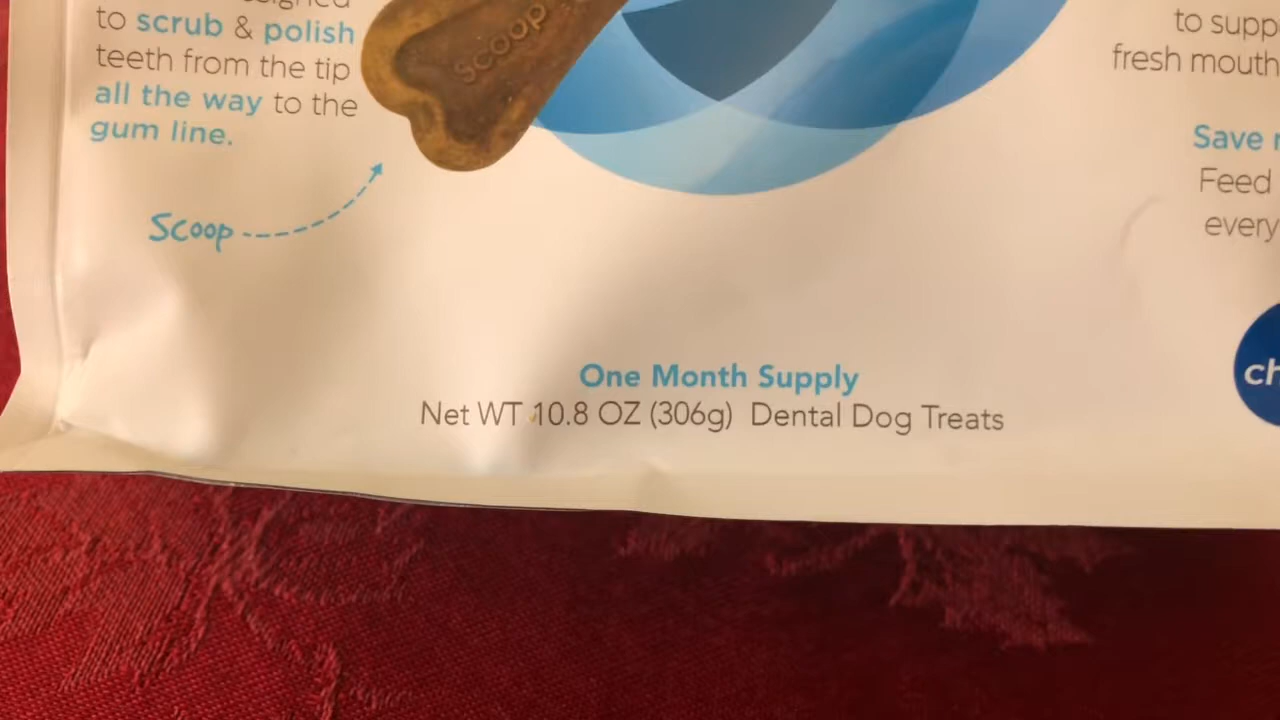 to scrub & polish
teeth from the tip
all the way to the
gum line.
Scoop
scoop
to supp
fresh mouth
Save
Feed
every
ch
One Month Supply
Net WT 10.8 OZ (306g) Dental Dog Treats